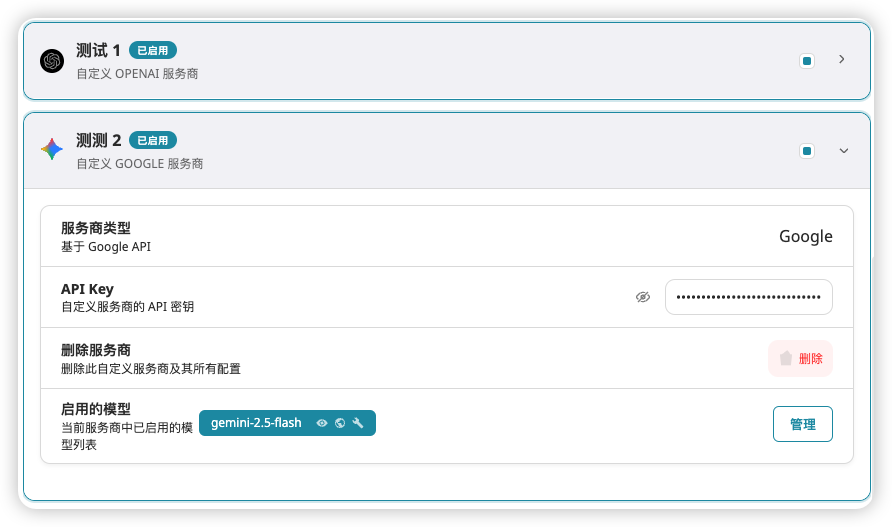 测试 1 已启用
自定义 OPENAI 服务商
测测 2 已启用
自定义 GOOGLE 服务商
服务商类型
基于 Google API
Google
API Key
自定义服务商的 API 密钥
••••••••••••••••••••••••••••
删除服务商
删除此自定义服务商及其所有配置
删除
启用的模型
当前服务商中已启用的模
型列表
gemini-2.5-flash
管理